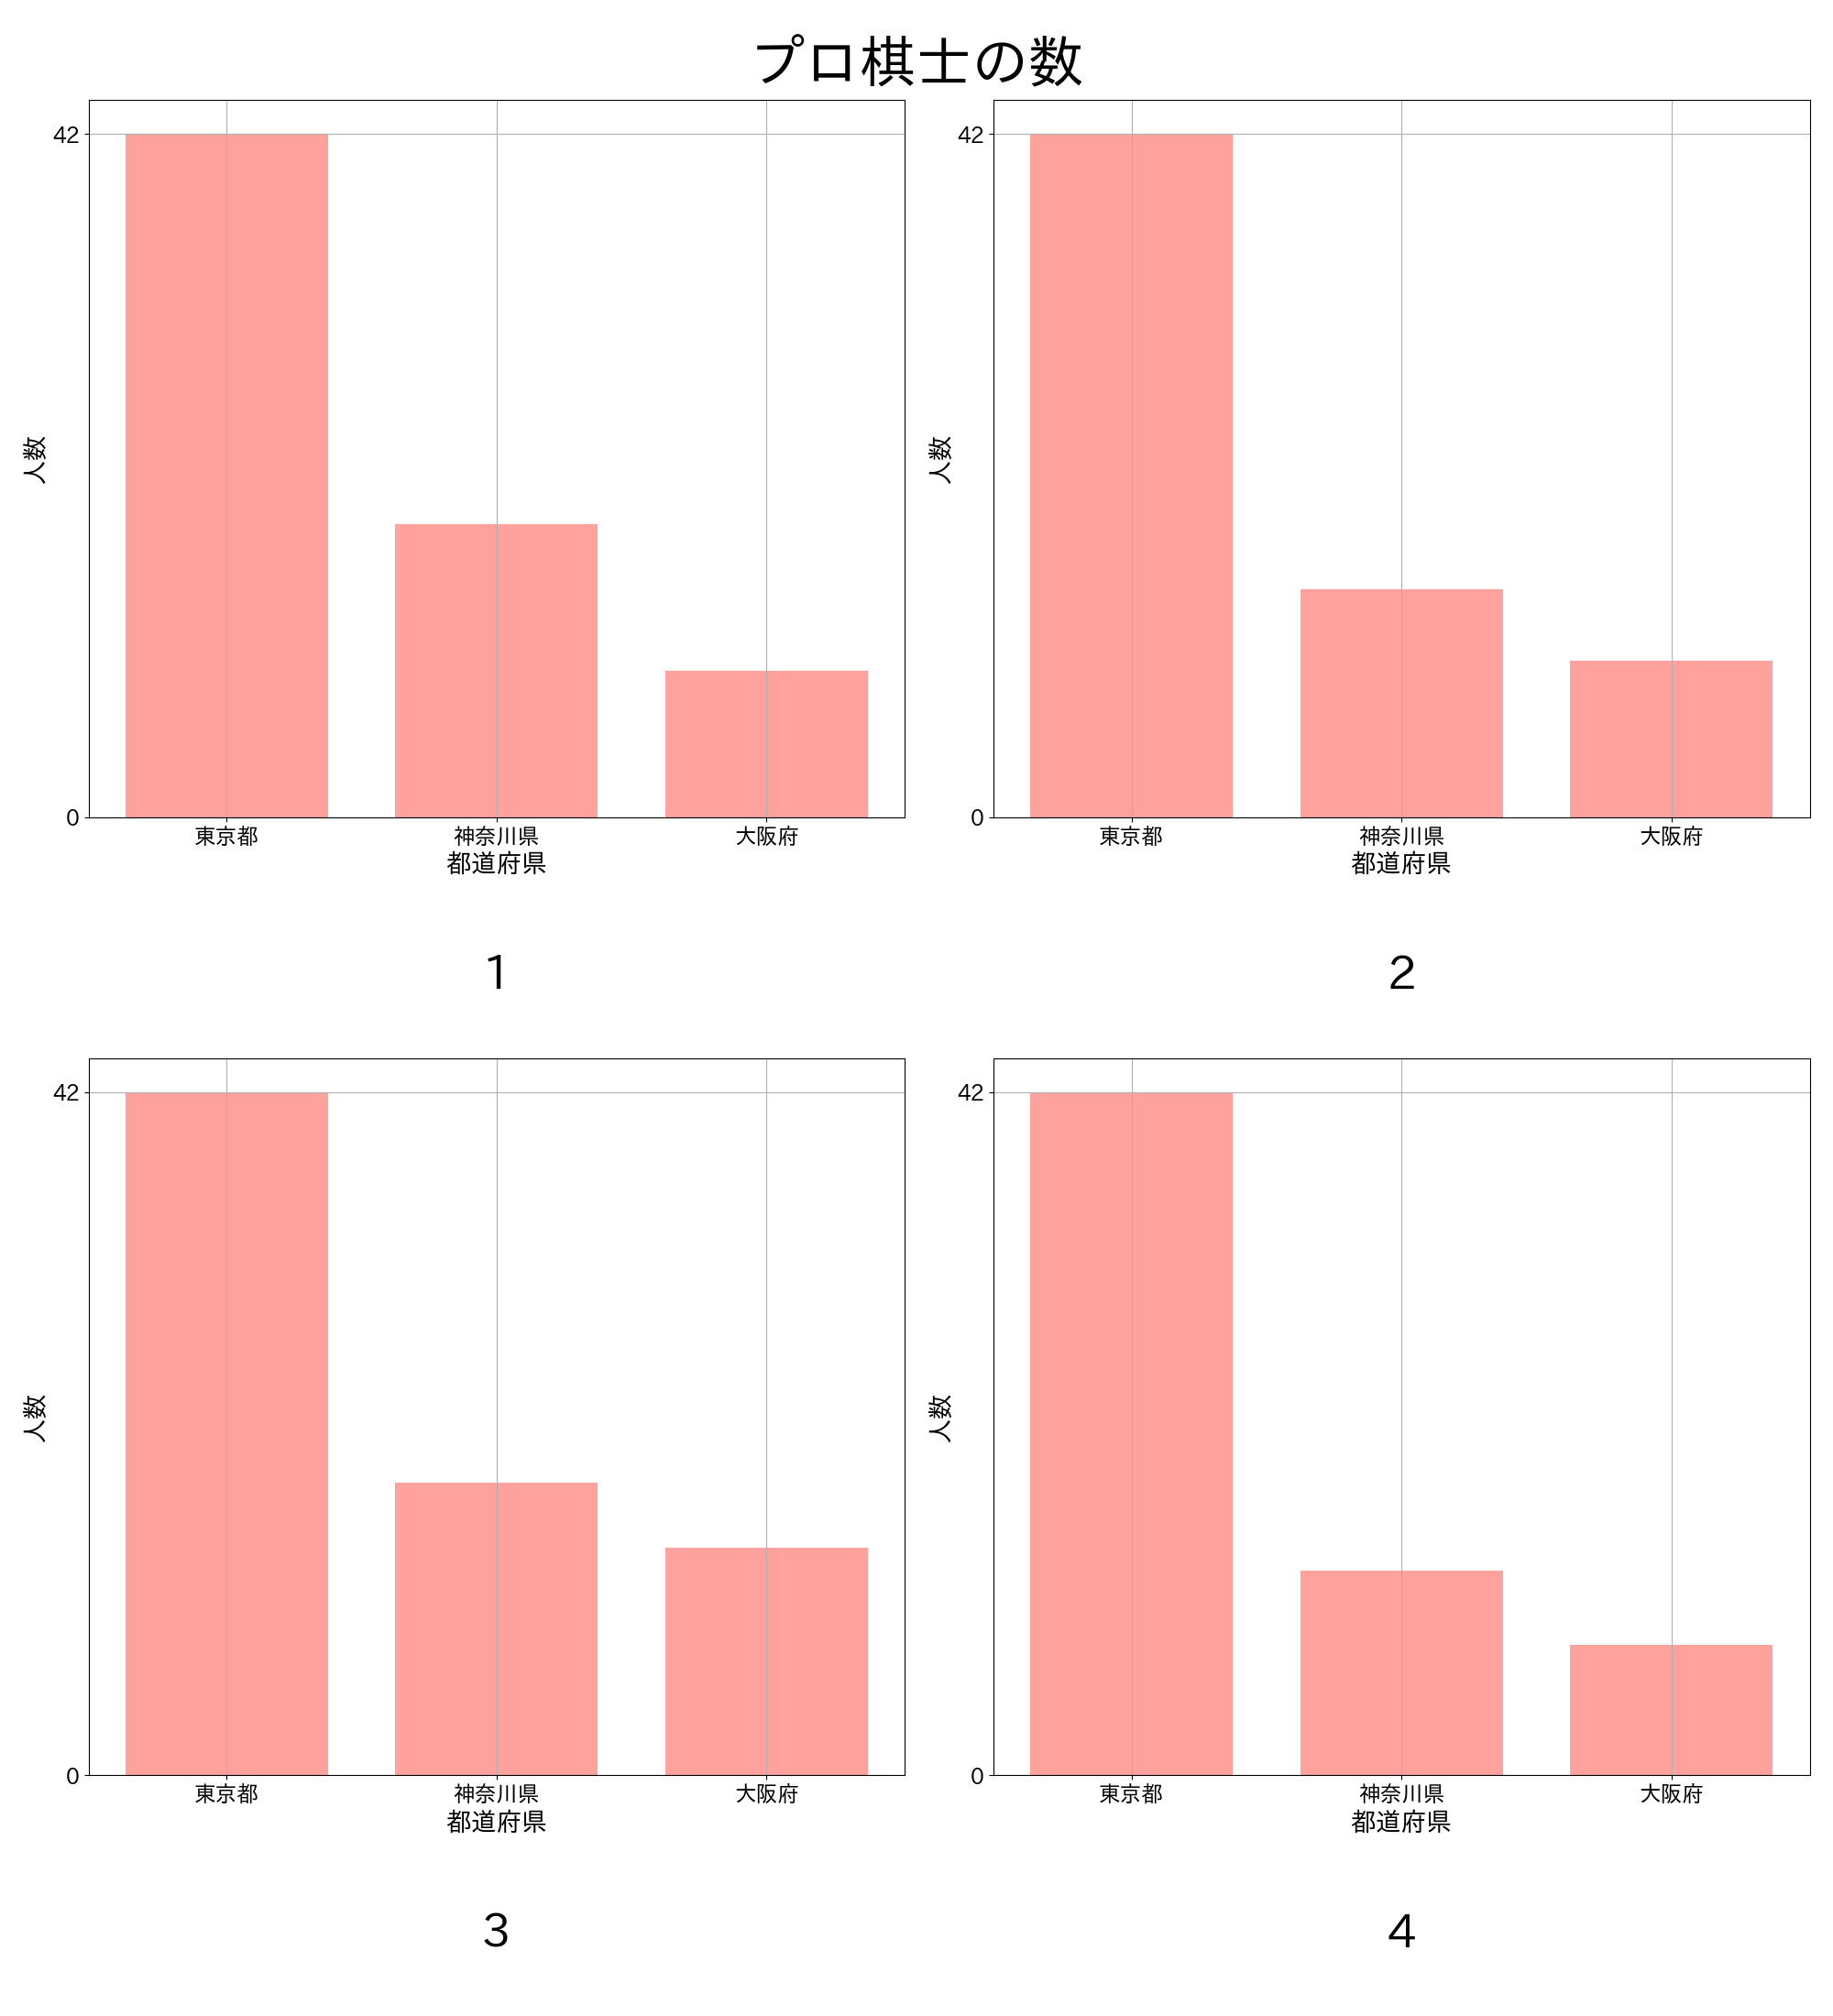 プロ棋士の数
42
0
人数
東京都 神奈川県 大阪府
都道府県
1
42
0
人数
東京都 神奈川県 大阪府
都道府県
2
42
0
人数
東京都 神奈川県 大阪府
都道府県
3
42
0
人数
東京都 神奈川県 大阪府
都道府県
4